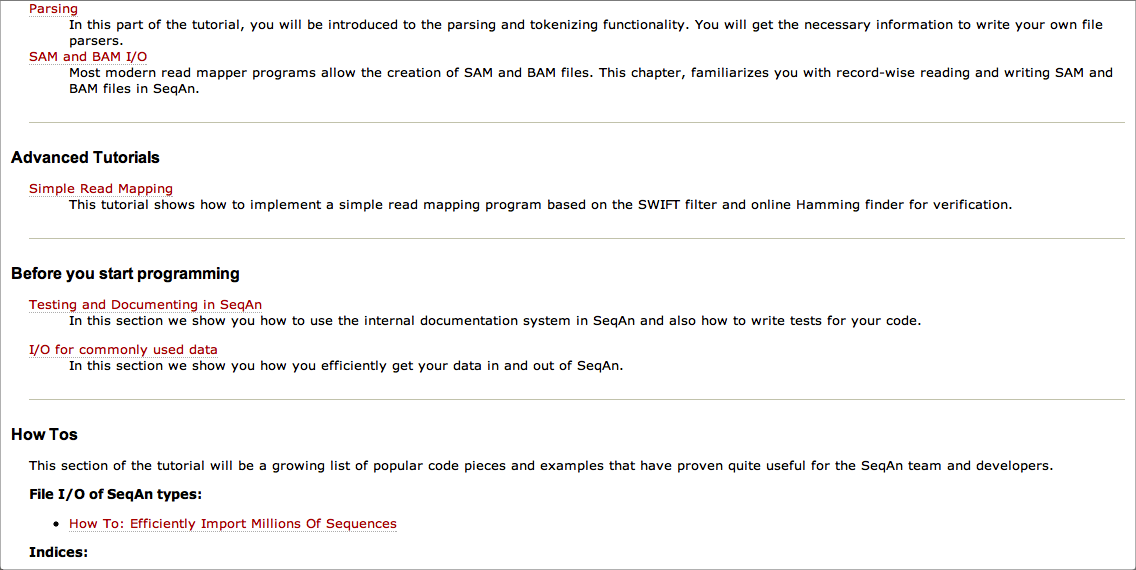 Parsing
In this part of the tutorial, you will be introduced to the parsing and tokenizing functionality. You will get the necessary information to write your own file
parsers.
SAM and BAM I/O
Most modern read mapper programs allow the creation of SAM and BAM files. This chapter, familiarizes you with record-wise reading and writing SAM and
BAM files in SeqAn.
Advanced Tutorials
Simple Read Mapping
This tutorial shows how to implement a simple read mapping program based on the SWIFT filter and online Hamming finder for verification.
Before you start programming
Testing and Documenting in SeqAn
In this section we show you how to use the internal documentation system in SeqAn and also how to write tests for your code.
I/O for commonly used data
In this section we show you how you efficiently get your data in and out of SeqAn.
How Tos
This section of the tutorial will be a growing list of popular code pieces and examples that have proven quite useful for the SeqAn team and developers.
File I/O of SeqAn types:
• How To: Efficiently Import Millions Of Sequences
Indices: